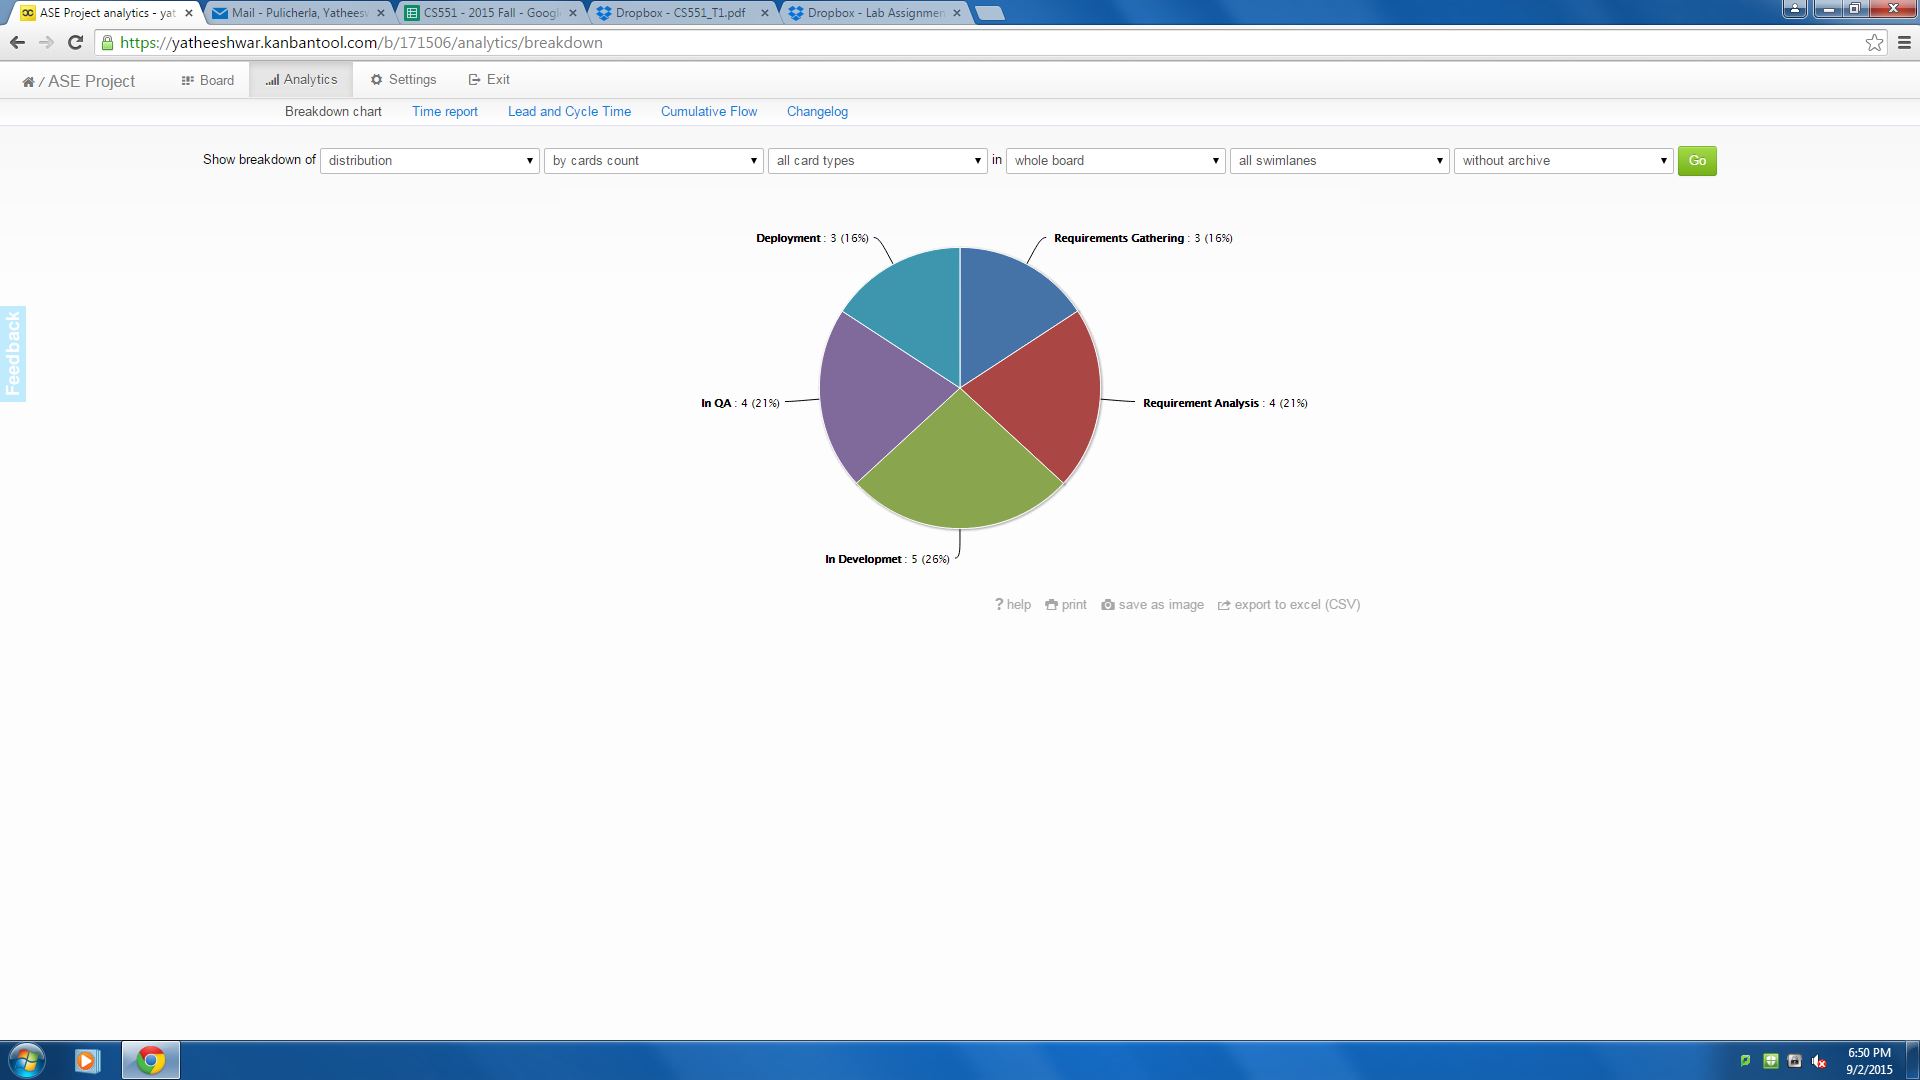 ASE Project analytics - yat
Mail - Pulicherla, Yatheesw
CS551 - 2015 Fall - Googl
Dropbox - CS551_T1.pdf
Dropbox - Lab Assignmen
https://yatheeshwar.kanbantool.com/b/171506/analytics/breakdown
/ ASE Project Board Analytics Settings Exit
Breakdown chart Time report Lead and Cycle Time Cumulative Flow Changelog
Show breakdown of distribution by cards count all card types in whole board all swimlanes without archive Go
Deployment : 3 (16%)
Requirements Gathering : 3 (16%)
Feedback
In QA : 4 (21%)
Requirement Analysis : 4 (21%)
In Developmet : 5 (26%)
? help print save as image export to excel (CSV)
6:50 PM
9/2/2015